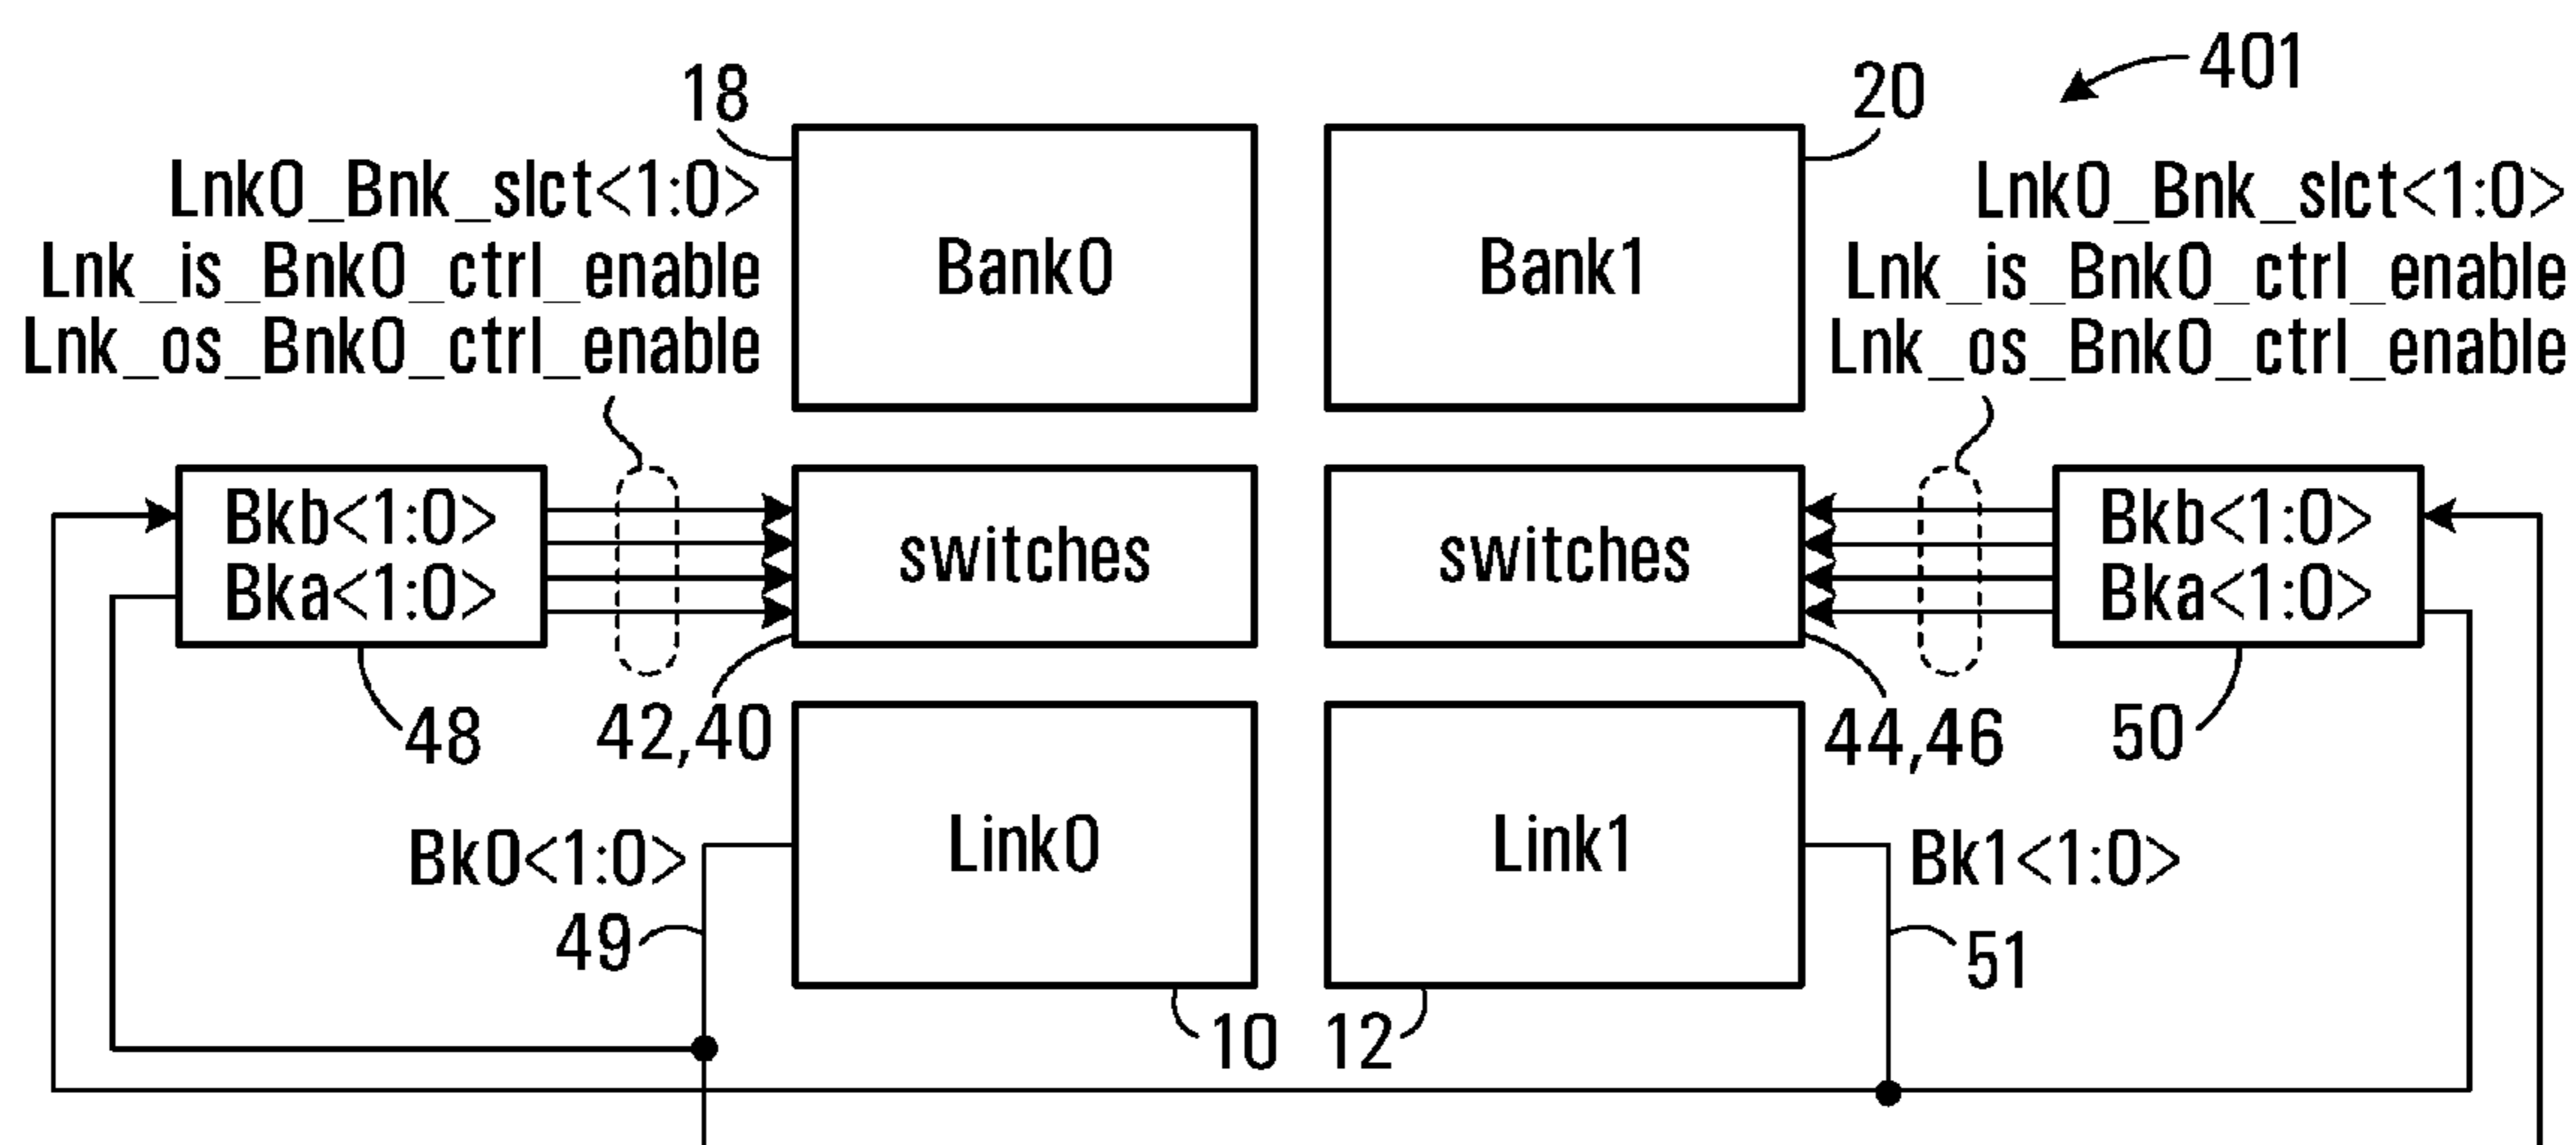 401
18
20
Lnk0_Bnk_slct<1:0>
Lnk_is_Bnk0_ctrl_enable
Lnk_os_Bnk0_ctrl_enable
Bank0
Bank1
Lnk0_Bnk_slct<1:0>
Lnk_is_Bnk0_ctrl_enable
Lnk_os_Bnk0_ctrl_enable
Bkb<1:0>
Bka<1:0>
switches
switches
Bkb<1:0>
Bka<1:0>
48
42,40
44,46
50
Bk0<1:0>
Link0
Link1
Bk1<1:0>
49
51
10
12